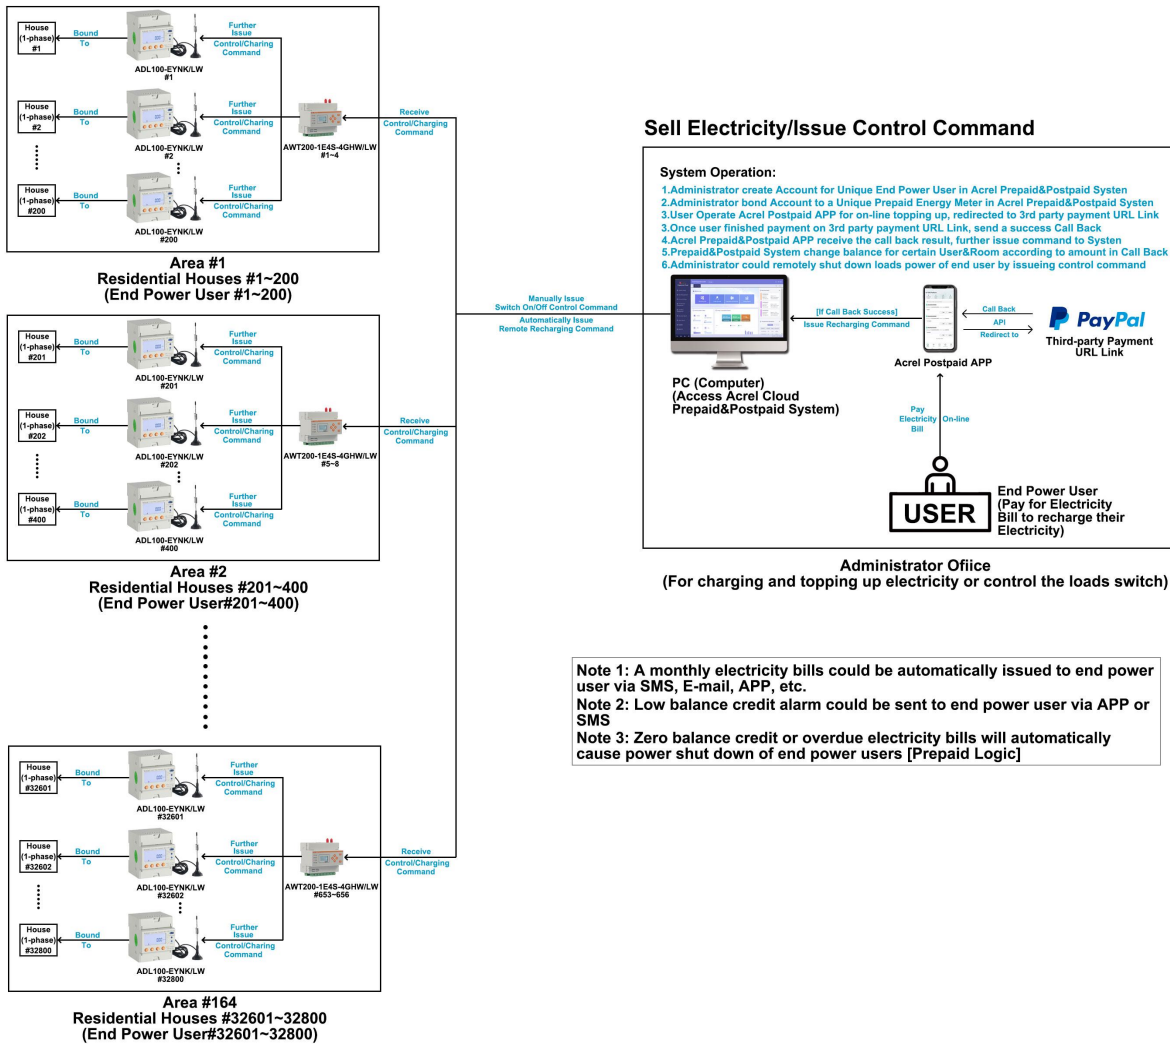 House
(1-phase)
#1
Bound
To
ADL100-EYNK/LW
#1
Further
Issue
Control/Charing
Command
House
(1-phase)
#2
Bound
To
ADL100-EYNK/LW
#2
Further
Issue
Control/Charing
Command
House
(1-phase)
#200
Bound
To
ADL100-EYNK/LW
#200
Further
Issue
Control/Charing
Command
AWT200-1E4S-4GHW/LW
#1~4
Receive
Control/Charging
Command
Area #1
Residential Houses #1~200
(End Power User #1~200)
House
(1-phase)
#201
Bound
To
ADL100-EYNK/LW
#201
Further
Issue
Control/Charing
Command
House
(1-phase)
#202
Bound
To
ADL100-EYNK/LW
#202
Further
Issue
Control/Charing
Command
House
(1-phase)
#400
Bound
To
ADL100-EYNK/LW
#400
Further
Issue
Control/Charing
Command
AWT200-1E4S-4GHW/LW
#5~8
Receive
Control/Charging
Command
Area #2
Residential Houses #201~400
(End Power User#201~400)
House
(1-phase)
#32601
Bound
To
ADL100-EYNK/LW
#32601
Further
Issue
Control/Charing
Command
House
(1-phase)
#32602
Bound
To
ADL100-EYNK/LW
#32602
Further
Issue
Control/Charing
Command
House
(1-phase)
#32800
Bound
To
ADL100-EYNK/LW
#32800
Further
Issue
Control/Charing
Command
AWT200-1E4S-4GHW/LW
#653~656
Receive
Control/Charging
Command
Area #164
Residential Houses #32601~32800
(End Power User#32601~32800)
Manually Issue
Switch On/Off Control Command
Automatically Issue
Remote Recharging Command
Sell Electricity/Issue Control Command
System Operation:
1.Administrator create Account for Unique End Power User in Acrel Prepaid&Postpaid Systen
2.Administrator bond Account to a Unique Prepaid Energy Meter in Acrel Prepaid&Postpaid Systen
3.User Operate Acrel Postpaid APP for on-line topping up, redirected to 3rd party payment URL Link
3.Once user finished payment on 3rd party payment URL Link, send a success Call Back
4.Acrel Prepaid&Postpaid APP receive the call back result, further issue command to Systen
5.Prepaid&Postpaid System change balance for certain User&Room according to amount in Call Back
6.Administrator could remotely shut down loads power of end user by issueing control command
[If Call Back Success]
Issue Recharging Command
Call Back
API
Redirect to
PayPal
Third-party Payment
URL Link
Acrel Postpaid APP
PC (Computer)
(Access Acrel Cloud
Prepaid&Postpaid System)
Pay
Electricity
Bill
On-line
USER
End Power User
(Pay for Electricity
Bill to recharge their
Electricity)
Administrator Ofiice
(For charging and topping up electricity or control the loads switch)
Note 1: A monthly electricity bills could be automatically issued to end power
user via SMS, E-mail, APP, etc.
Note 2: Low balance credit alarm could be sent to end power user via APP or
SMS
Note 3: Zero balance credit or overdue electricity bills will automatically
cause power shut down of end power users [Prepaid Logic]